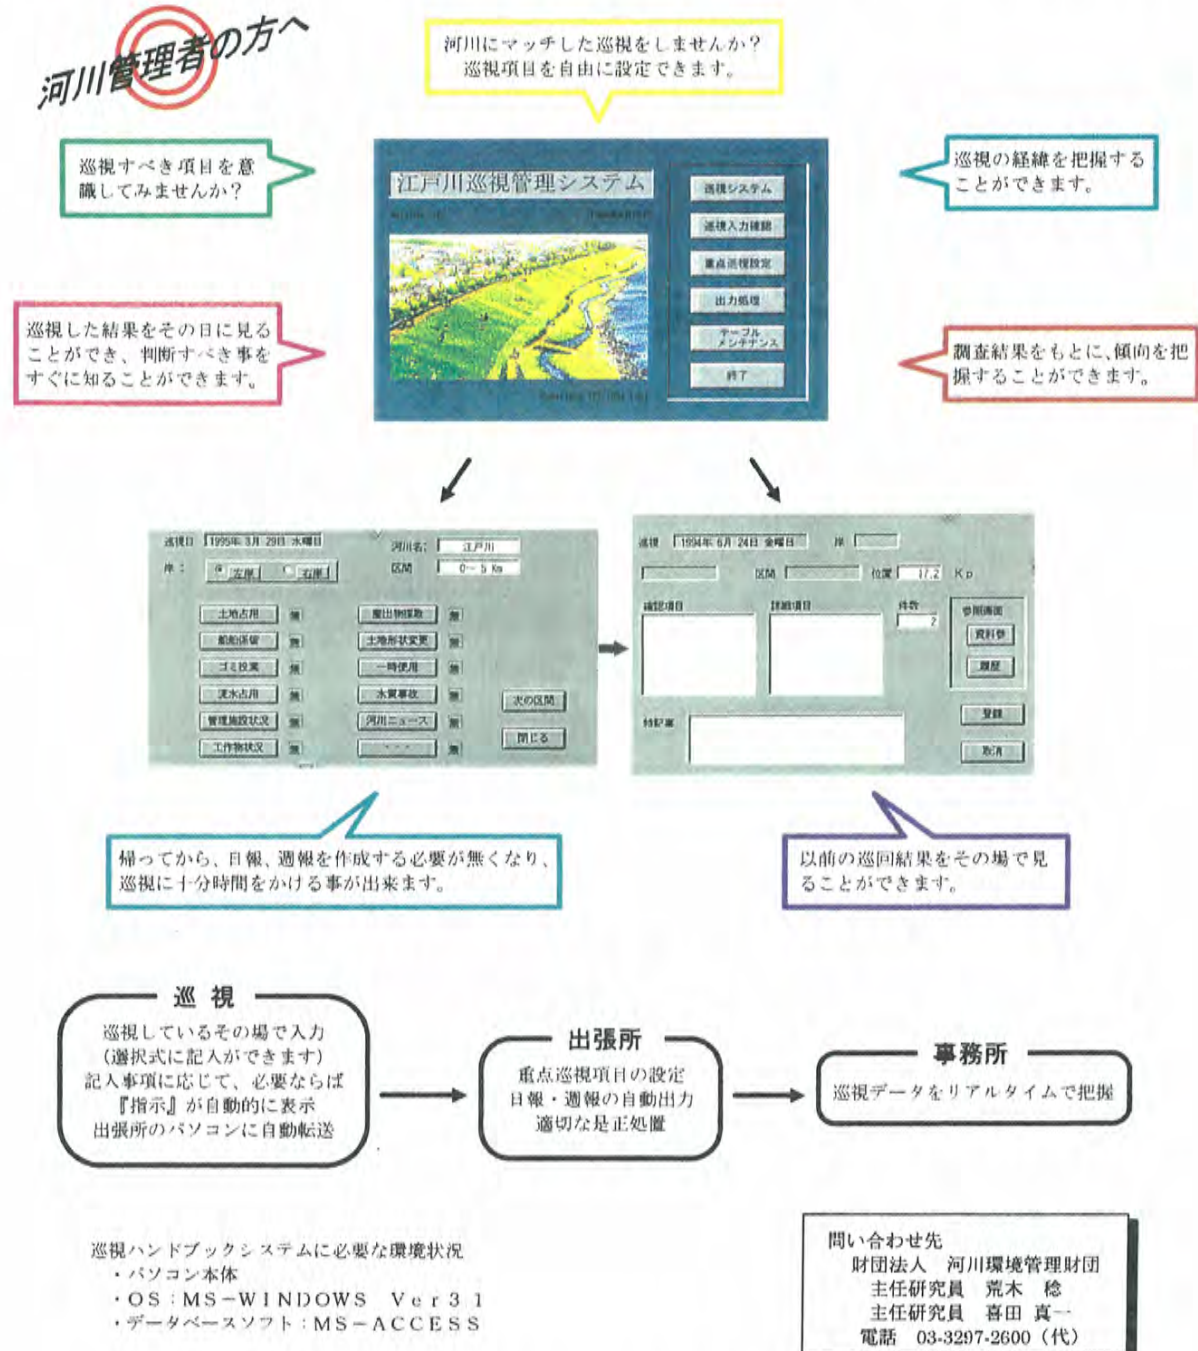 河川管理者の方へ
河川にマッチした巡視をしませんか？
巡視項目を自由に設定できます。
巡視すべき項目を意
識してみませんか？
巡視の経緯を把握する
ことができます。
巡視した結果をその日に見る
ことができ、判断すべき事を
すぐに知ることができます。
調査結果をもとに、傾向を把
握することができます。
江戸川巡視管理システム
巡視システム
巡視入力確認
重点巡視設定
出力処理
テーブル
メンテナンス
終了
巡視日 1995年 3月 29日 水曜日
河川名： 江戸川
岸： 左岸 右岸
区間 0～ 5 Km
土地占用 無 産出物採取 無
船舶係留 無 土地形状変更 無
ゴミ投棄 無 一時使用 無
流水占用 無 水質事故 無
管理施設状況 無 河川ニュース 無
工作物状況 無 ・・・ 無
次の区間
閉じる
巡視 1994年 6月 24日 金曜日 岸
区間 位置 17.2 Kp
確認項目 詳細項目 件数
2
参照画面
資料参
履歴
特記事
登録
取消
帰ってから、日報、週報を作成する必要が無くなり、
巡視に十分時間をかける事が出来ます。
以前の巡回結果をその場で見
ることができます。
巡 視
巡視しているその場で入力
（選択式に記入ができます）
記入事項に応じて、必要ならば
『指示』が自動的に表示
出張所のパソコンに自動転送
出張所
重点巡視項目の設定
日報・週報の自動出力
適切な是正処置
事務所
巡視データをリアルタイムで把握
巡視ハンドブックシステムに必要な環境状況
・パソコン本体
・OS：MS－WINDOWS Ver3 1
・データベースソフト：MS－ACCESS
問い合わせ先
財団法人 河川環境管理財団
主任研究員 荒木 稔
主任研究員 喜田 真一
電話 03-3297-2600（代）